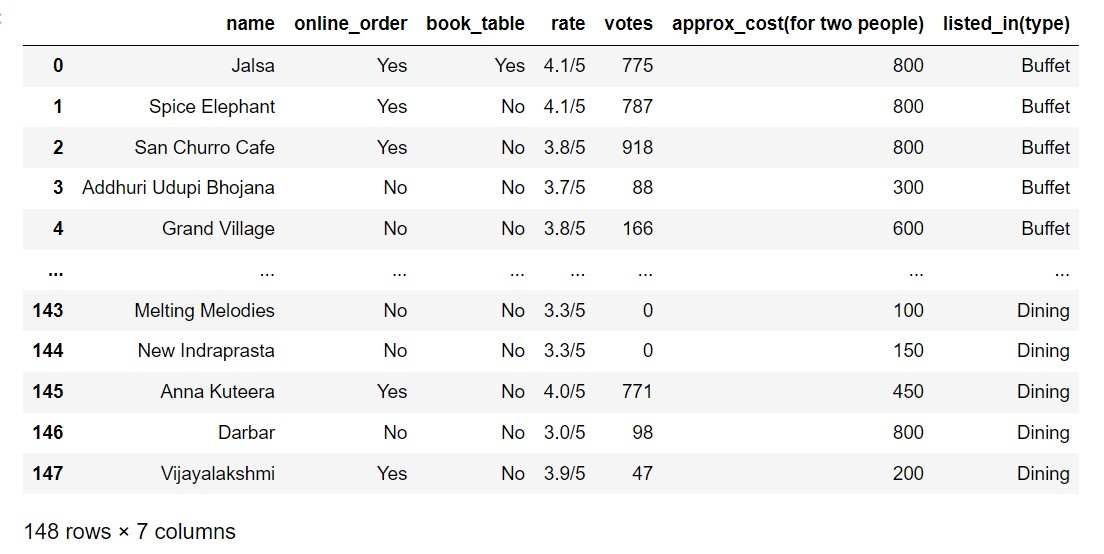 name online_order book_table rate votes approx_cost(for two people) listed_in(type)
0 Jalsa Yes Yes 4.1/5 775 800 Buffet
1 Spice Elephant Yes No 4.1/5 787 800 Buffet
2 San Churro Cafe Yes No 3.8/5 918 800 Buffet
3 Addhuri Udupi Bhojana No No 3.7/5 88 300 Buffet
4 Grand Village No No 3.8/5 166 600 Buffet
... ... ... ... ... ... ... ...
143 Melting Melodies No No 3.3/5 0 100 Dining
144 New Indraprasta No No 3.3/5 0 150 Dining
145 Anna Kuteera Yes No 4.0/5 771 450 Dining
146 Darbar No No 3.0/5 98 800 Dining
147 Vijayalakshmi Yes No 3.9/5 47 200 Dining
148 rows × 7 columns